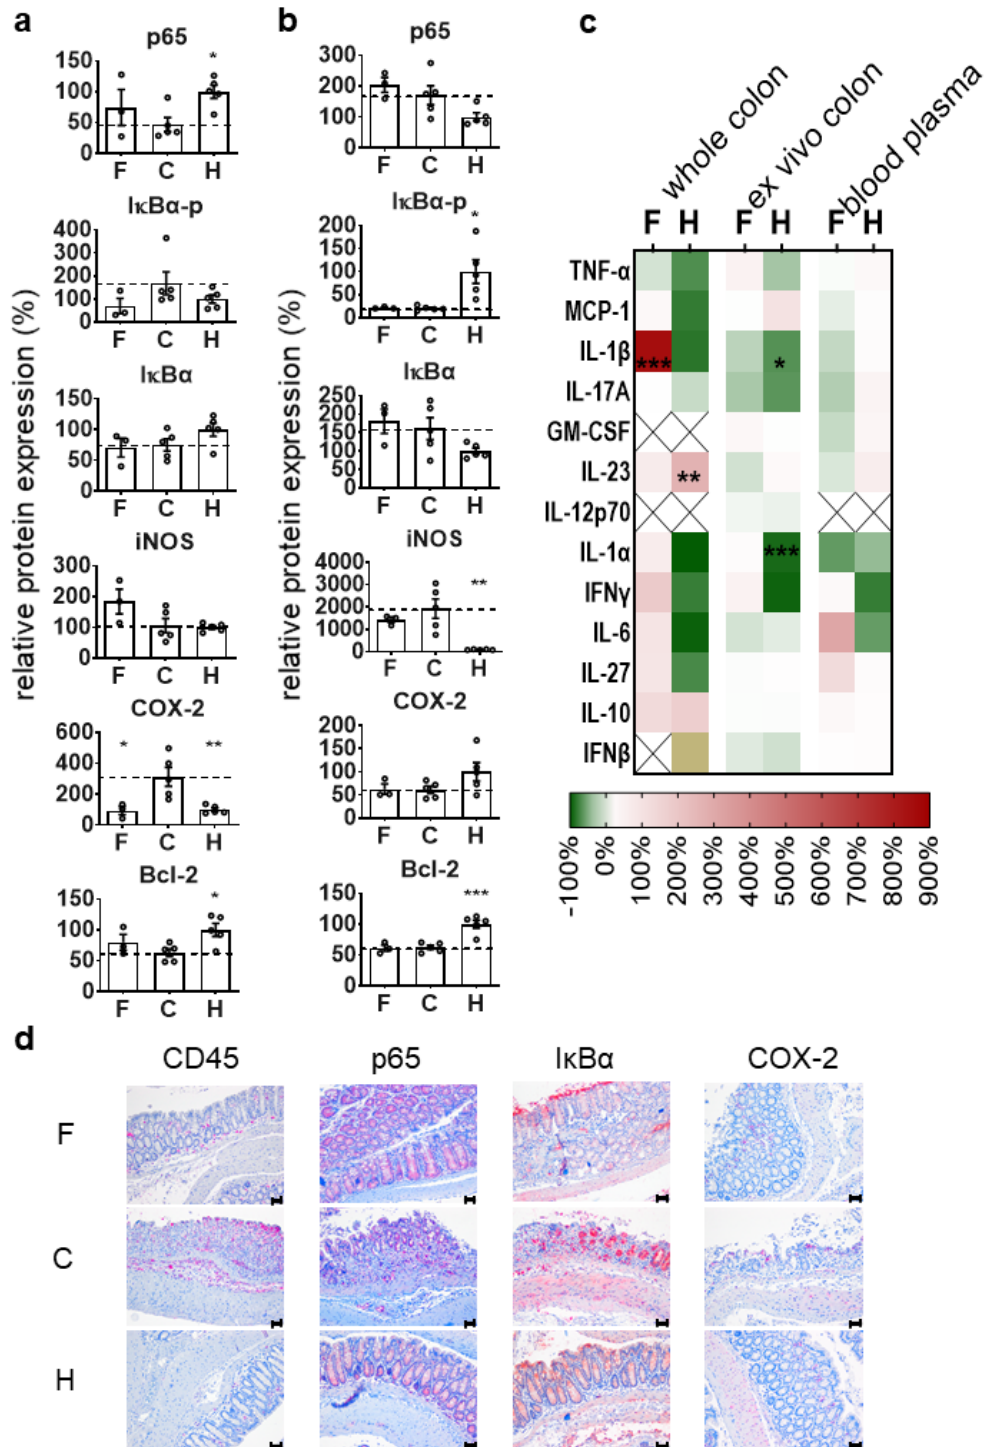 a
relative protein expression (%)
p65
*
150
100
50
0
F C H
IκBα-p
400
300
200
100
0
F C H
IκBα
150
100
50
0
F C H
iNOS
300
200
100
0
F C H
COX-2
* **
600
400
200
0
F C H
Bcl-2
*
150
100
50
0
F C H
b
relative protein expression (%)
p65
300
200
100
0
F C H
IκBα-p
*
200
150
100
50
0
F C H
IκBα
250
200
150
100
50
0
F C H
iNOS
**
4000
3000
2000
1000
0
F C H
COX-2
200
150
100
50
0
F C H
Bcl-2
***
150
100
50
0
F C H
c
whole colon
ex vivo colon
blood plasma
F H F H F H
TNF-α
MCP-1
IL-1β *** *
IL-17A
GM-CSF
IL-23 **
IL-12p70
IL-1α ***
IFNγ
IL-6
IL-27
IL-10
IFNβ
-100%
0%
100%
200%
300%
400%
500%
600%
700%
800%
900%
d
CD45 p65 IκBα COX-2
F
C
H